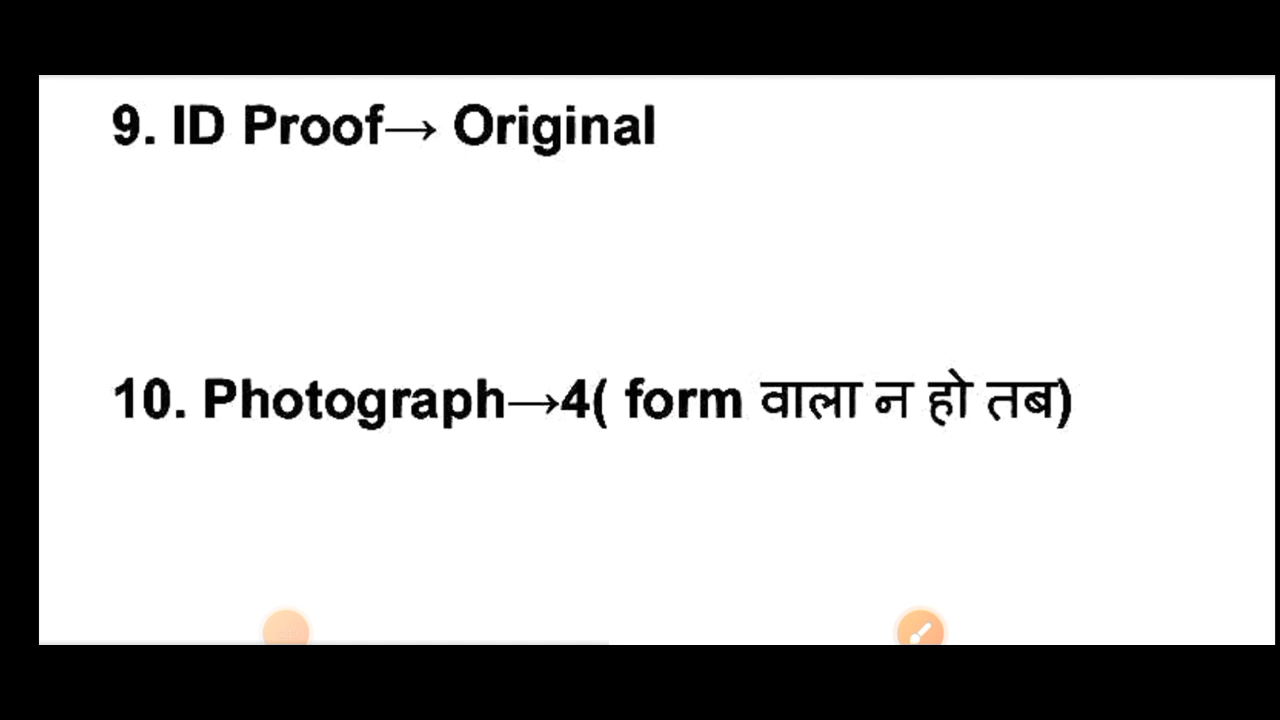 9. ID Proof→ Original
10. Photograph→4( form वाला न हो तब)